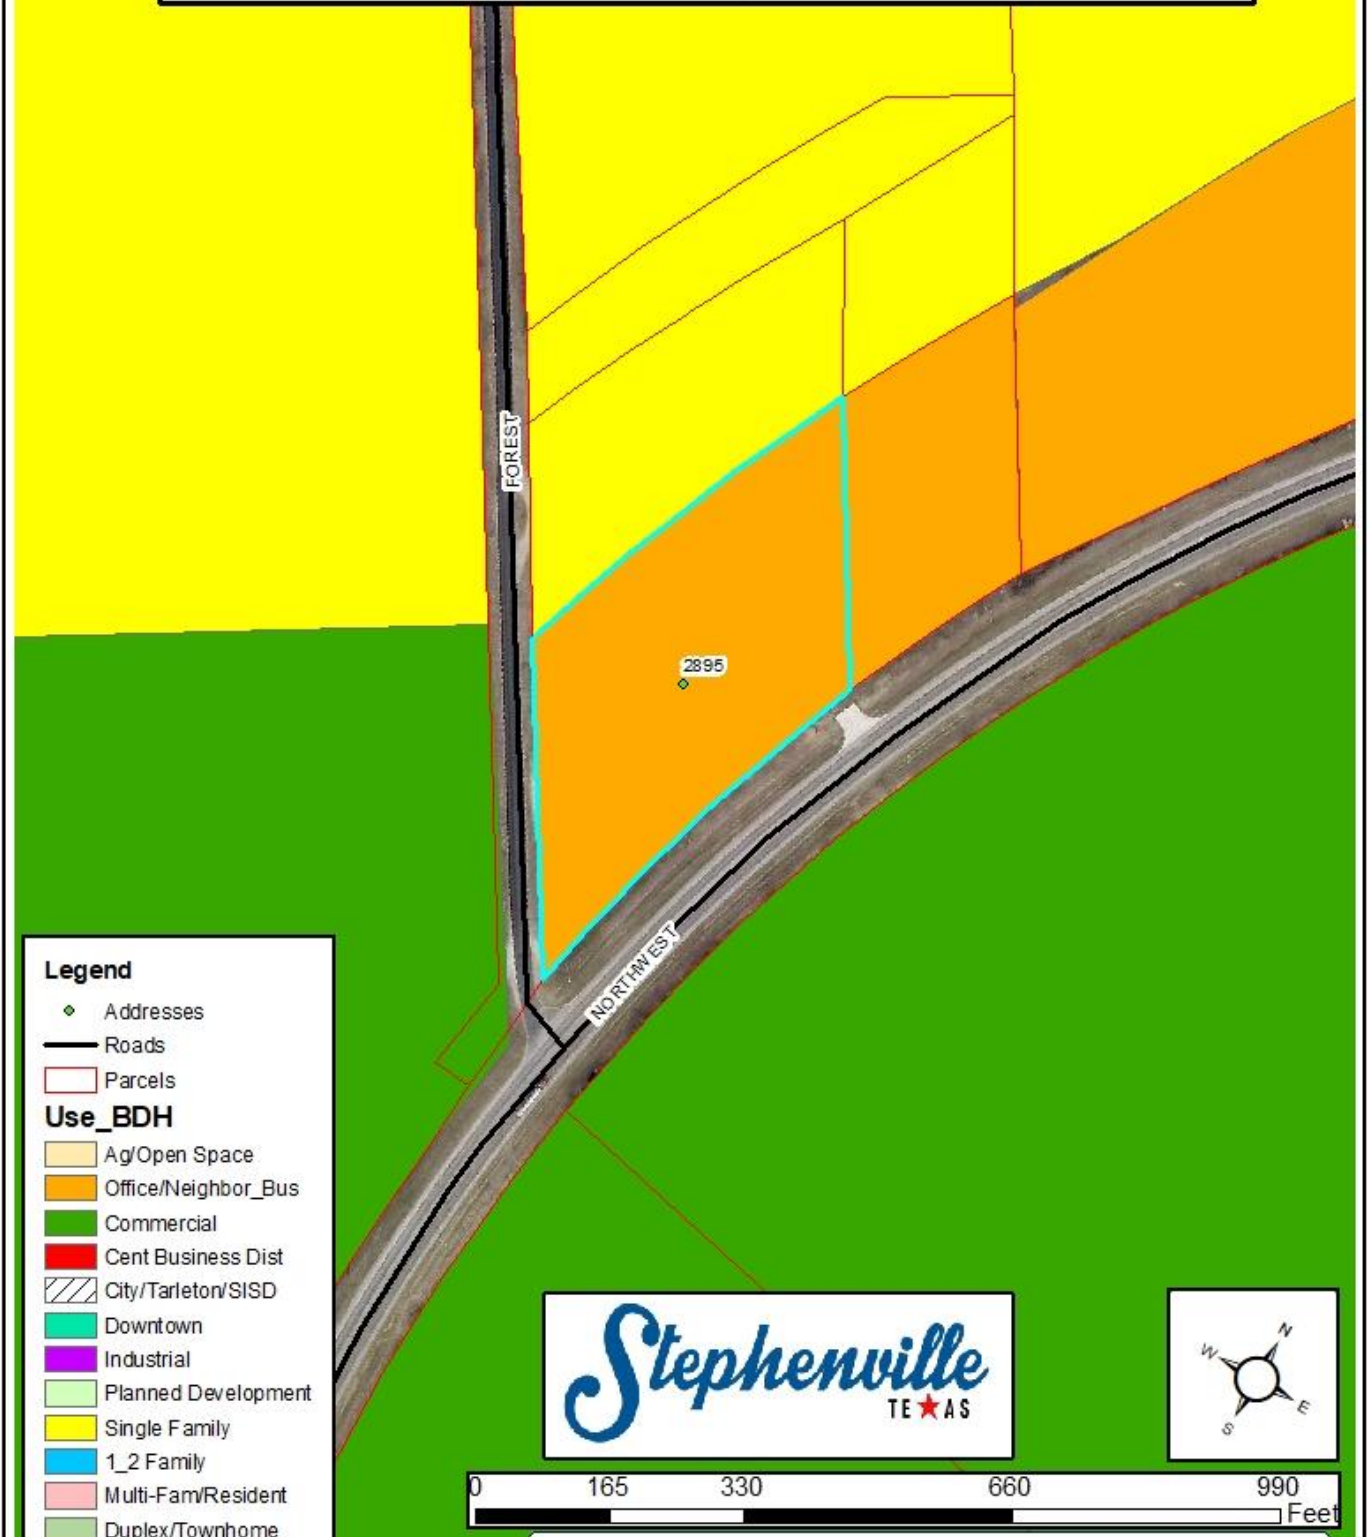 FOREST
2895
NORTHWEST
Legend
Addresses
Roads
Parcels
Use_BDH
Ag/Open Space
Office/Neighbor_Bus
Commercial
Cent Business Dist
City/Tarleton/SISD
Downtown
Industrial
Planned Development
Single Family
1_2 Family
Multi-Fam/Resident
Duplex/Townhome
Stephenville
TEXAS
N
W
E
S
0 165 330 660 990
Feet